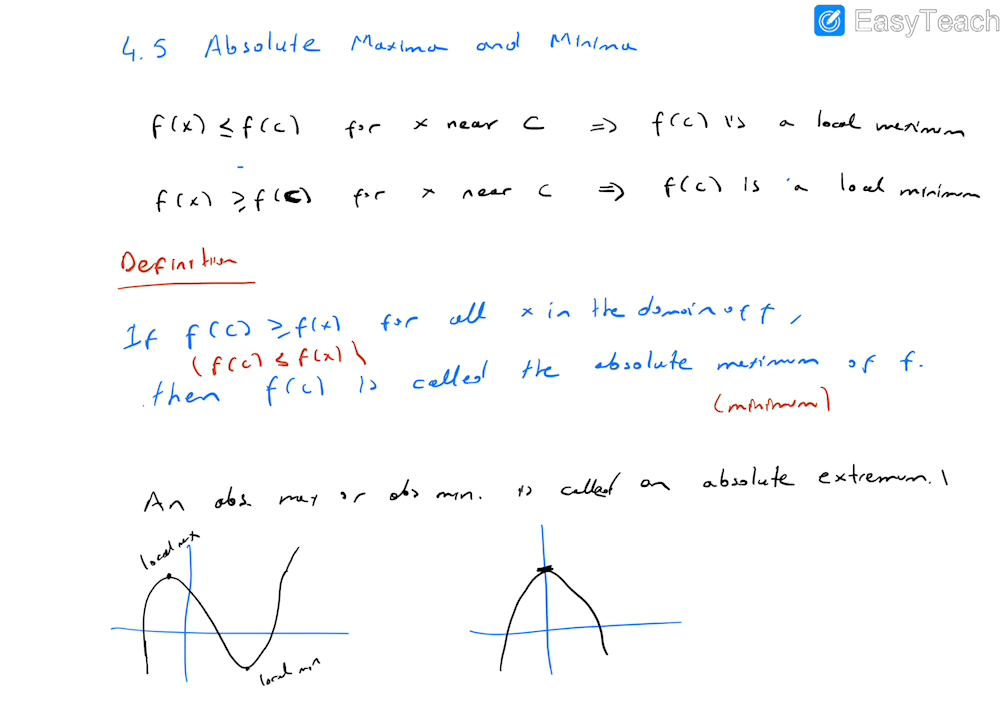 EasyTeach
4.5 Absolute Maxima and Minima
f(x) ≤ f(c) for x near c ⇒ f(c) is a local maximum
f(x) ≥ f(c) for x near c ⇒ f(c) is a local minimum
Definition
If f(c) ≥ f(x) for all x in the domain of f,
(f(c) ≤ f(x))
then f(c) is called the absolute maximum of f.
(minimum)
An abs. max or abs min. is called an absolute extremum.
local max
local min